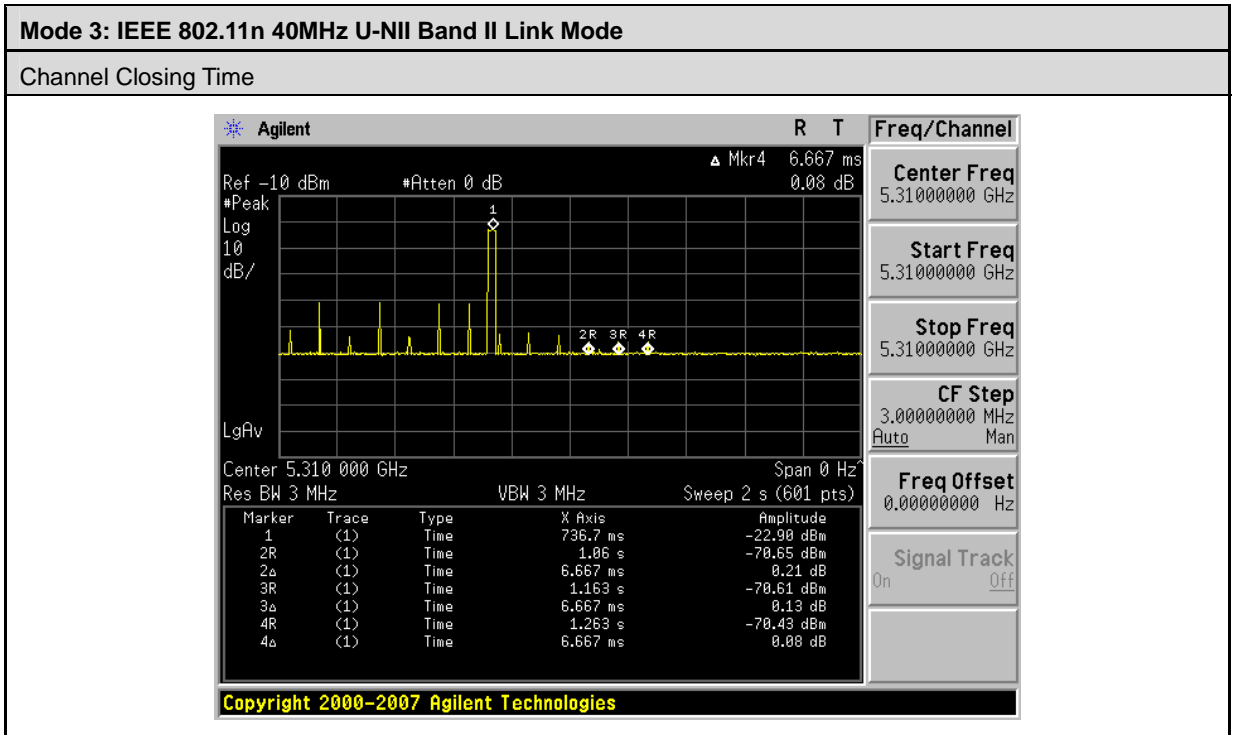 Mode 3: IEEE 802.11n 40MHz U-NII Band II Link Mode
Channel Closing Time
Agilent R T Freq/Channel
Δ Mkr4 6.667 ms
Ref -10 dBm #Atten 0 dB 0.08 dB
#Peak
Log
10
dB/
1
2R 3R 4R
LgAv
Center 5.310 000 GHz Span 0 Hz^
Res BW 3 MHz VBW 3 MHz Sweep 2 s (601 pts)
Marker Trace Type X Axis Amplitude
1 (1) Time 736.7 ms -22.90 dBm
2R (1) Time 1.06 s -70.65 dBm
2Δ (1) Time 6.667 ms 0.21 dB
3R (1) Time 1.163 s -70.61 dBm
3Δ (1) Time 6.667 ms 0.13 dB
4R (1) Time 1.263 s -70.43 dBm
4Δ (1) Time 6.667 ms 0.08 dB
Center Freq
5.31000000 GHz
Start Freq
5.31000000 GHz
Stop Freq
5.31000000 GHz
CF Step
3.00000000 MHz
Auto Man
Freq Offset
0.00000000 Hz
Signal Track
On Off
Copyright 2000-2007 Agilent Technologies